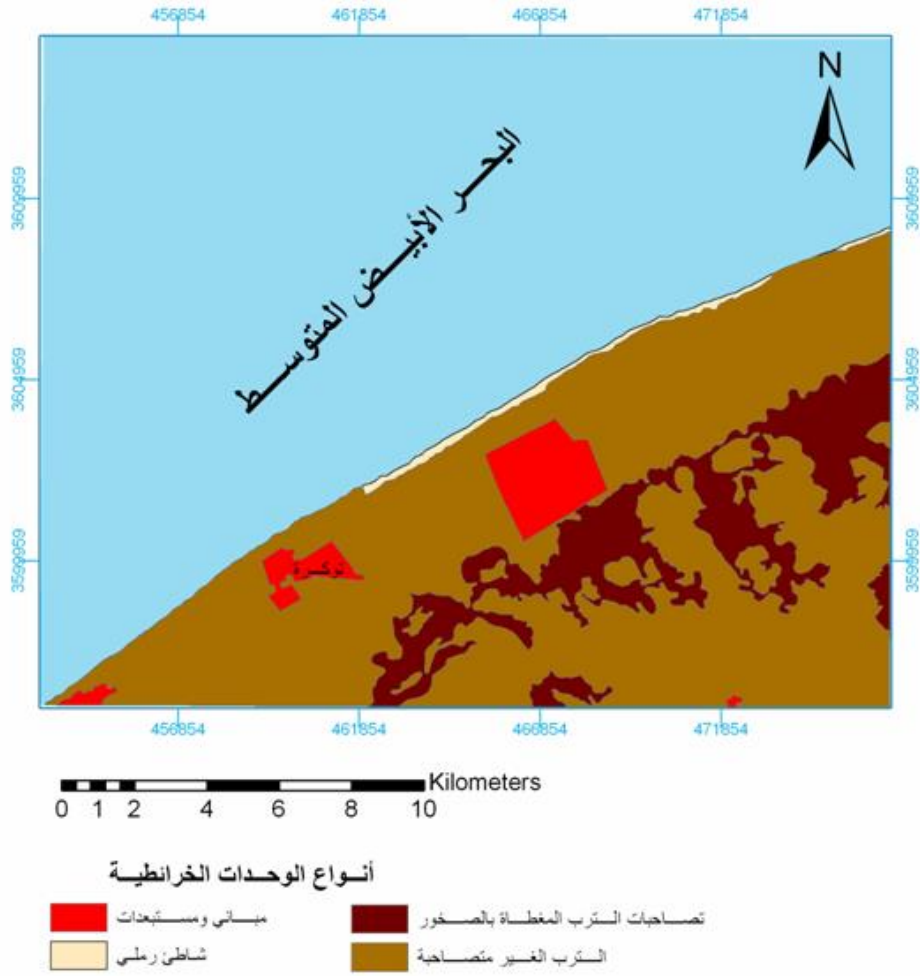 456854 461854 466854 471854
N
البحر الأبيض المتوسط
3609959 3609959
3604959 3604959
3599959 3599959
توكرة
456854 461854 466854 471854
Kilometers
0 1 2 4 6 8 10
أنواع الوحدات الخرائطية
مباني ومستبعدات
تصاحبات الترب المغطاة بالصخور
شاطئ رملي
الترب الغير متصاحبة